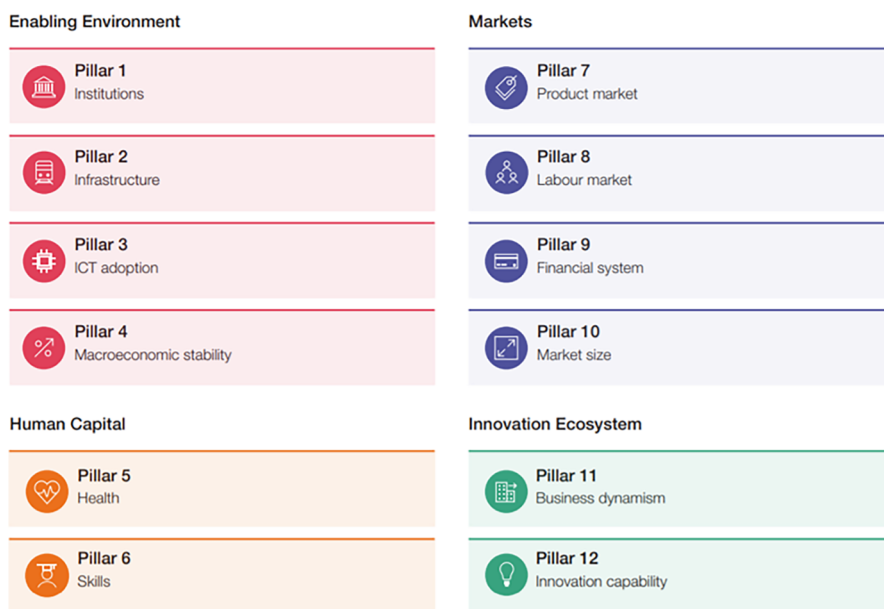 Enabling Environment
Pillar 1
Institutions
Pillar 2
Infrastructure
Pillar 3
ICT adoption
Pillar 4
Macroeconomic stability
Human Capital
Pillar 5
Health
Pillar 6
Skills
Markets
Pillar 7
Product market
Pillar 8
Labour market
Pillar 9
Financial system
Pillar 10
Market size
Innovation Ecosystem
Pillar 11
Business dynamism
Pillar 12
Innovation capability